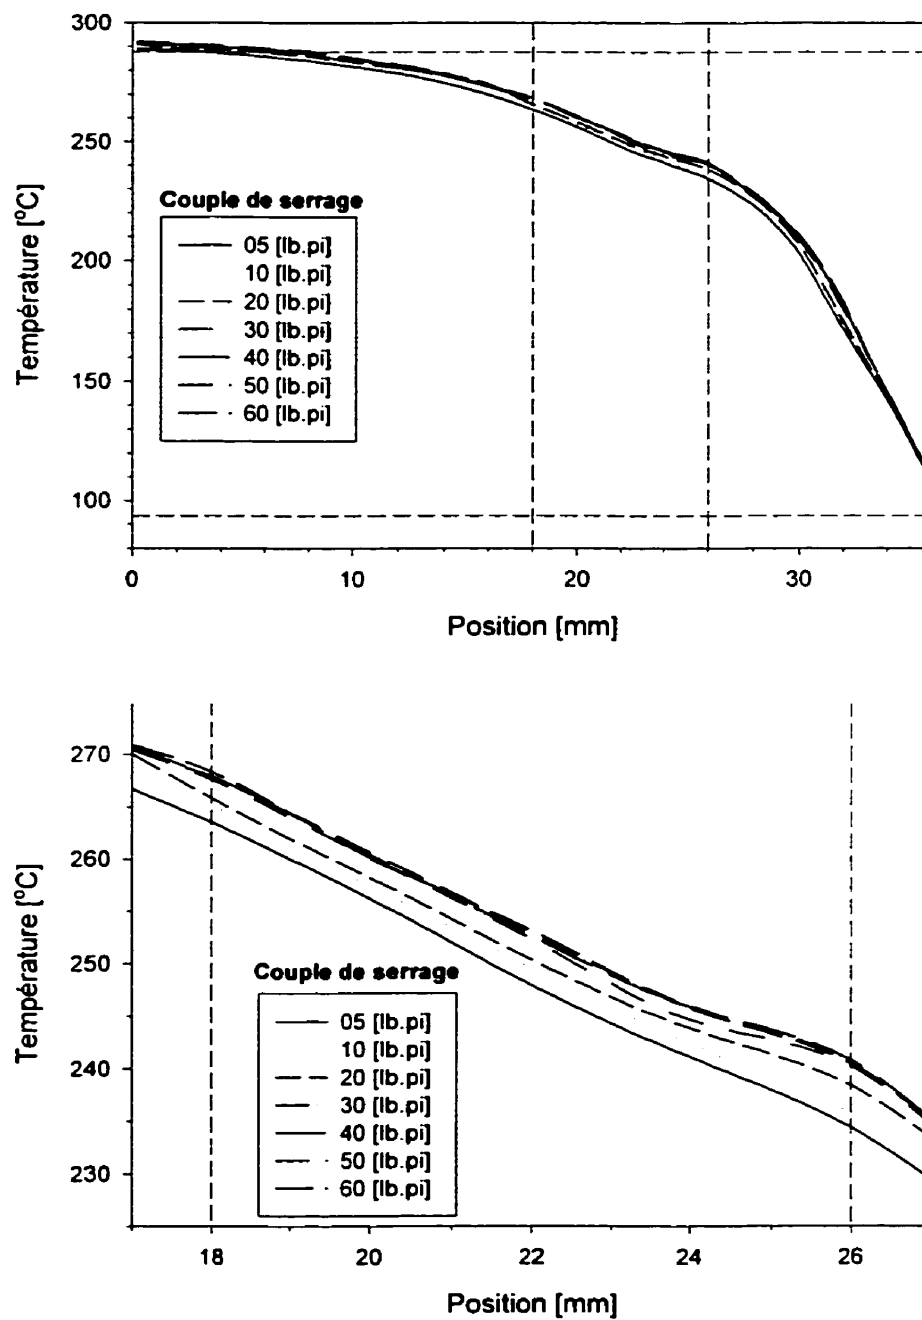 300
250
200
150
100
Température [°C]
Couple de serrage
05 [lb.pi]
10 [lb.pi]
20 [lb.pi]
30 [lb.pi]
40 [lb.pi]
50 [lb.pi]
60 [lb.pi]
0 10 20 30
Position [mm]
270
260
250
240
230
Température [°C]
Couple de serrage
05 [lb.pi]
10 [lb.pi]
20 [lb.pi]
30 [lb.pi]
40 [lb.pi]
50 [lb.pi]
60 [lb.pi]
18 20 22 24 26
Position [mm]